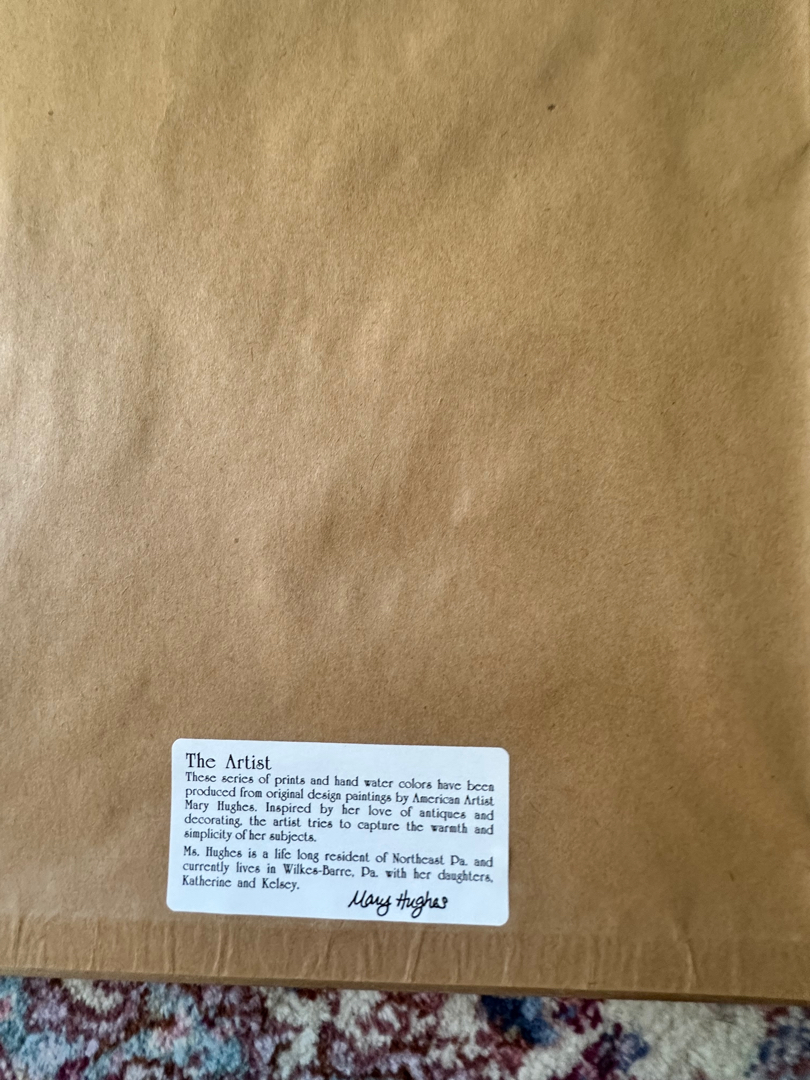 The Artist
These series of prints and hand water colors have been
produced from original design paintings by American Artist
Mary Hughes. Inspired by her love of antiques and
decorating, the artist tries to capture the warmth and
simplicity of her subjects.
Ms. Hughes is a life long resident of Northeast Pa. and
currently lives in Wilkes-Barre, Pa. with her daughters,
Katherine and Kelsey.
Mary Hughes